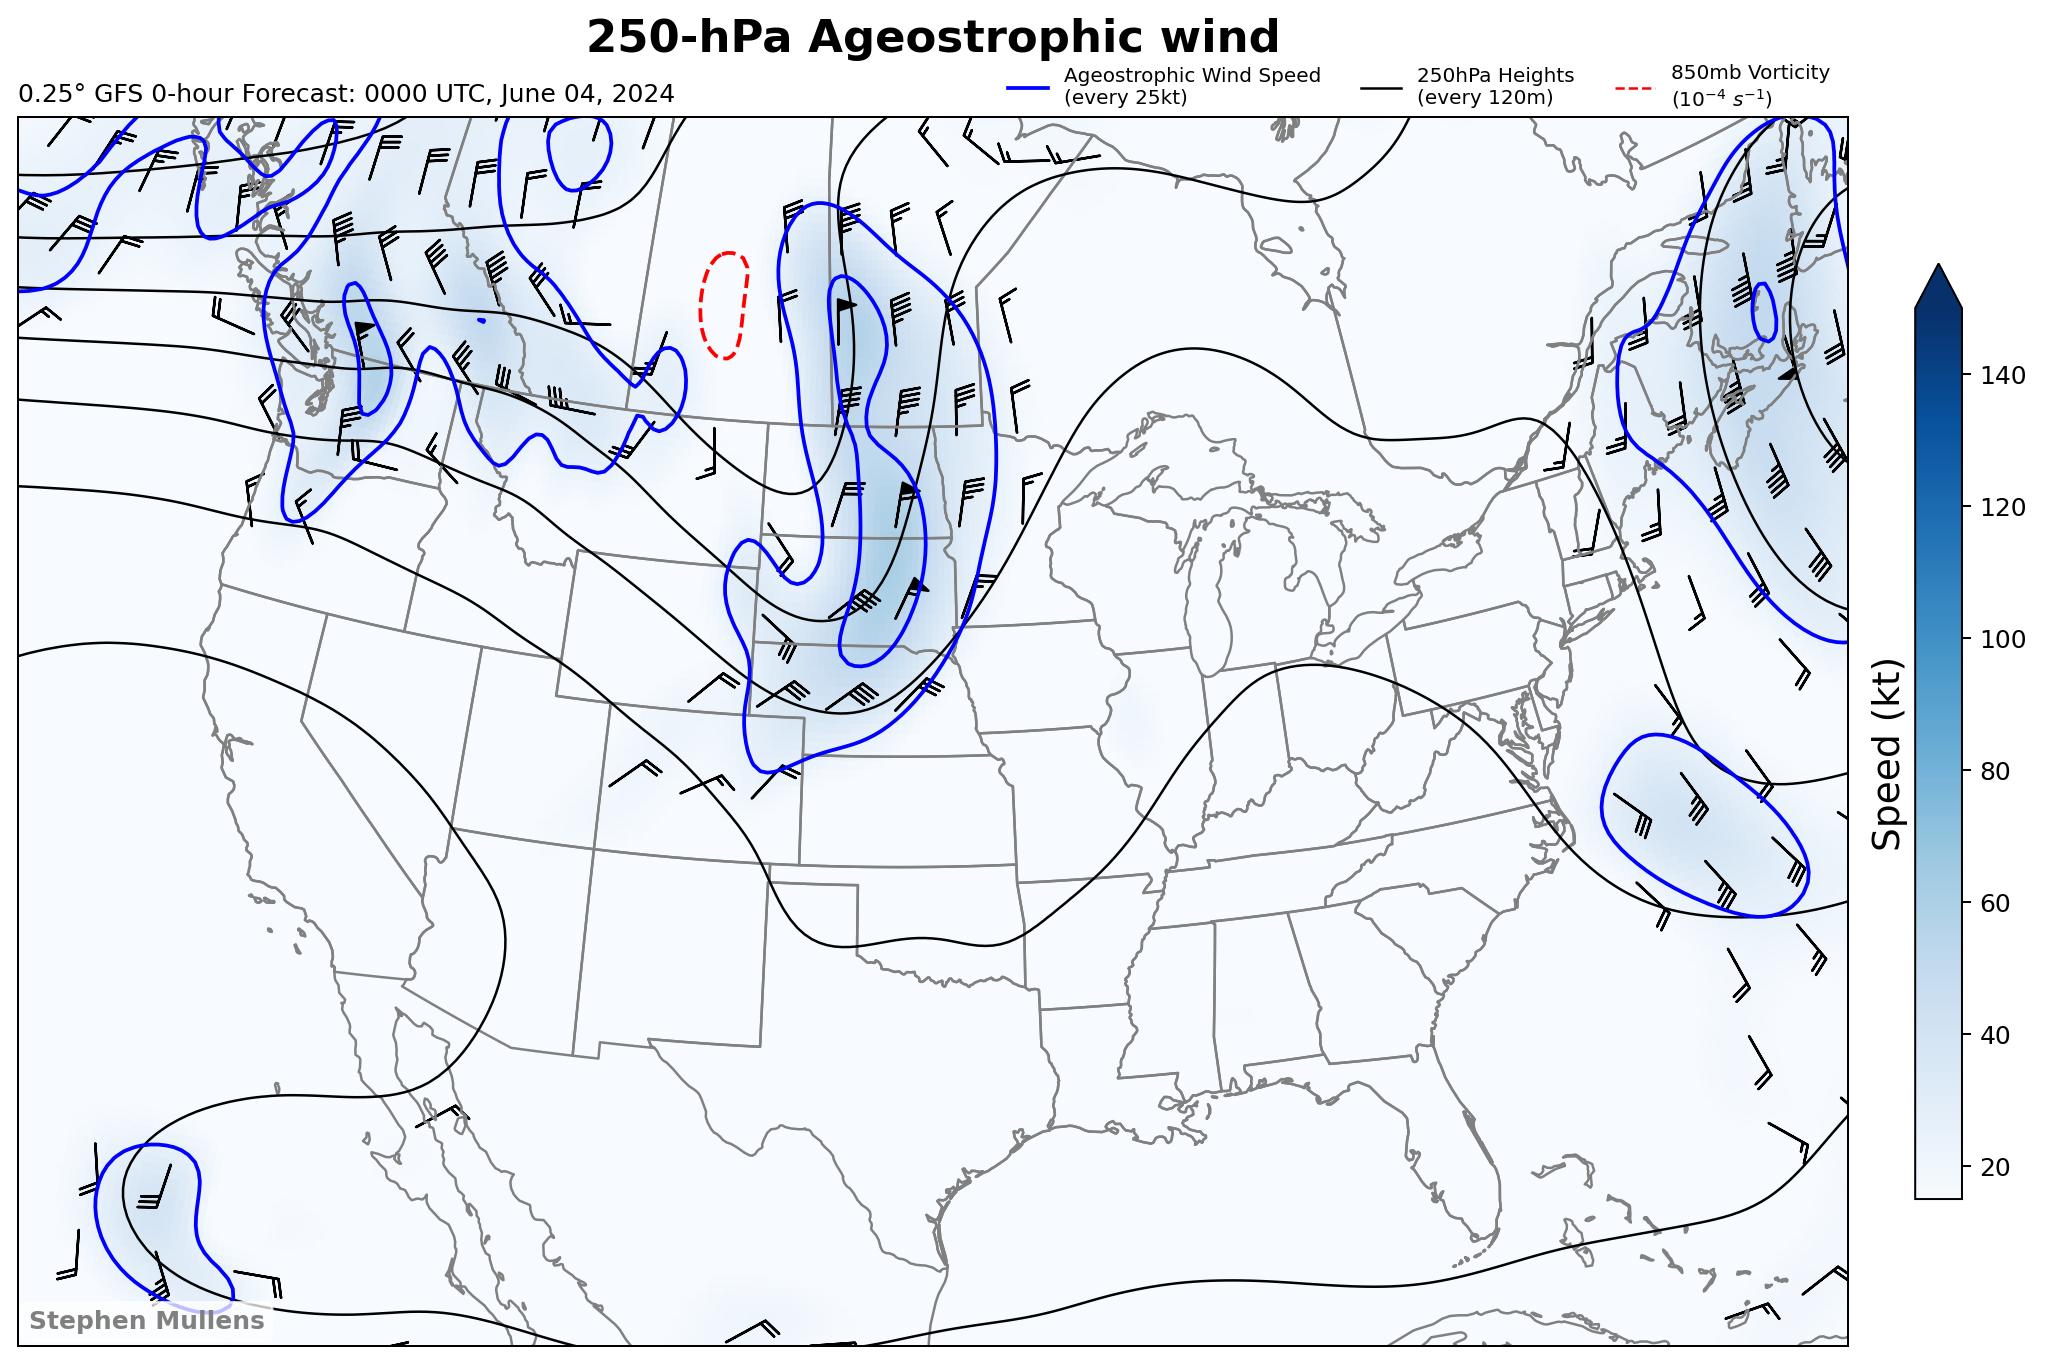 250-hPa Ageostrophic wind
0.25° GFS 0-hour Forecast: 0000 UTC, June 04, 2024
Ageostrophic Wind Speed
(every 25kt)
250hPa Heights
(every 120m)
850mb Vorticity
(10⁻⁴ s⁻¹)
140
120
100
80
60
40
20
Speed (kt)
Stephen Mullens